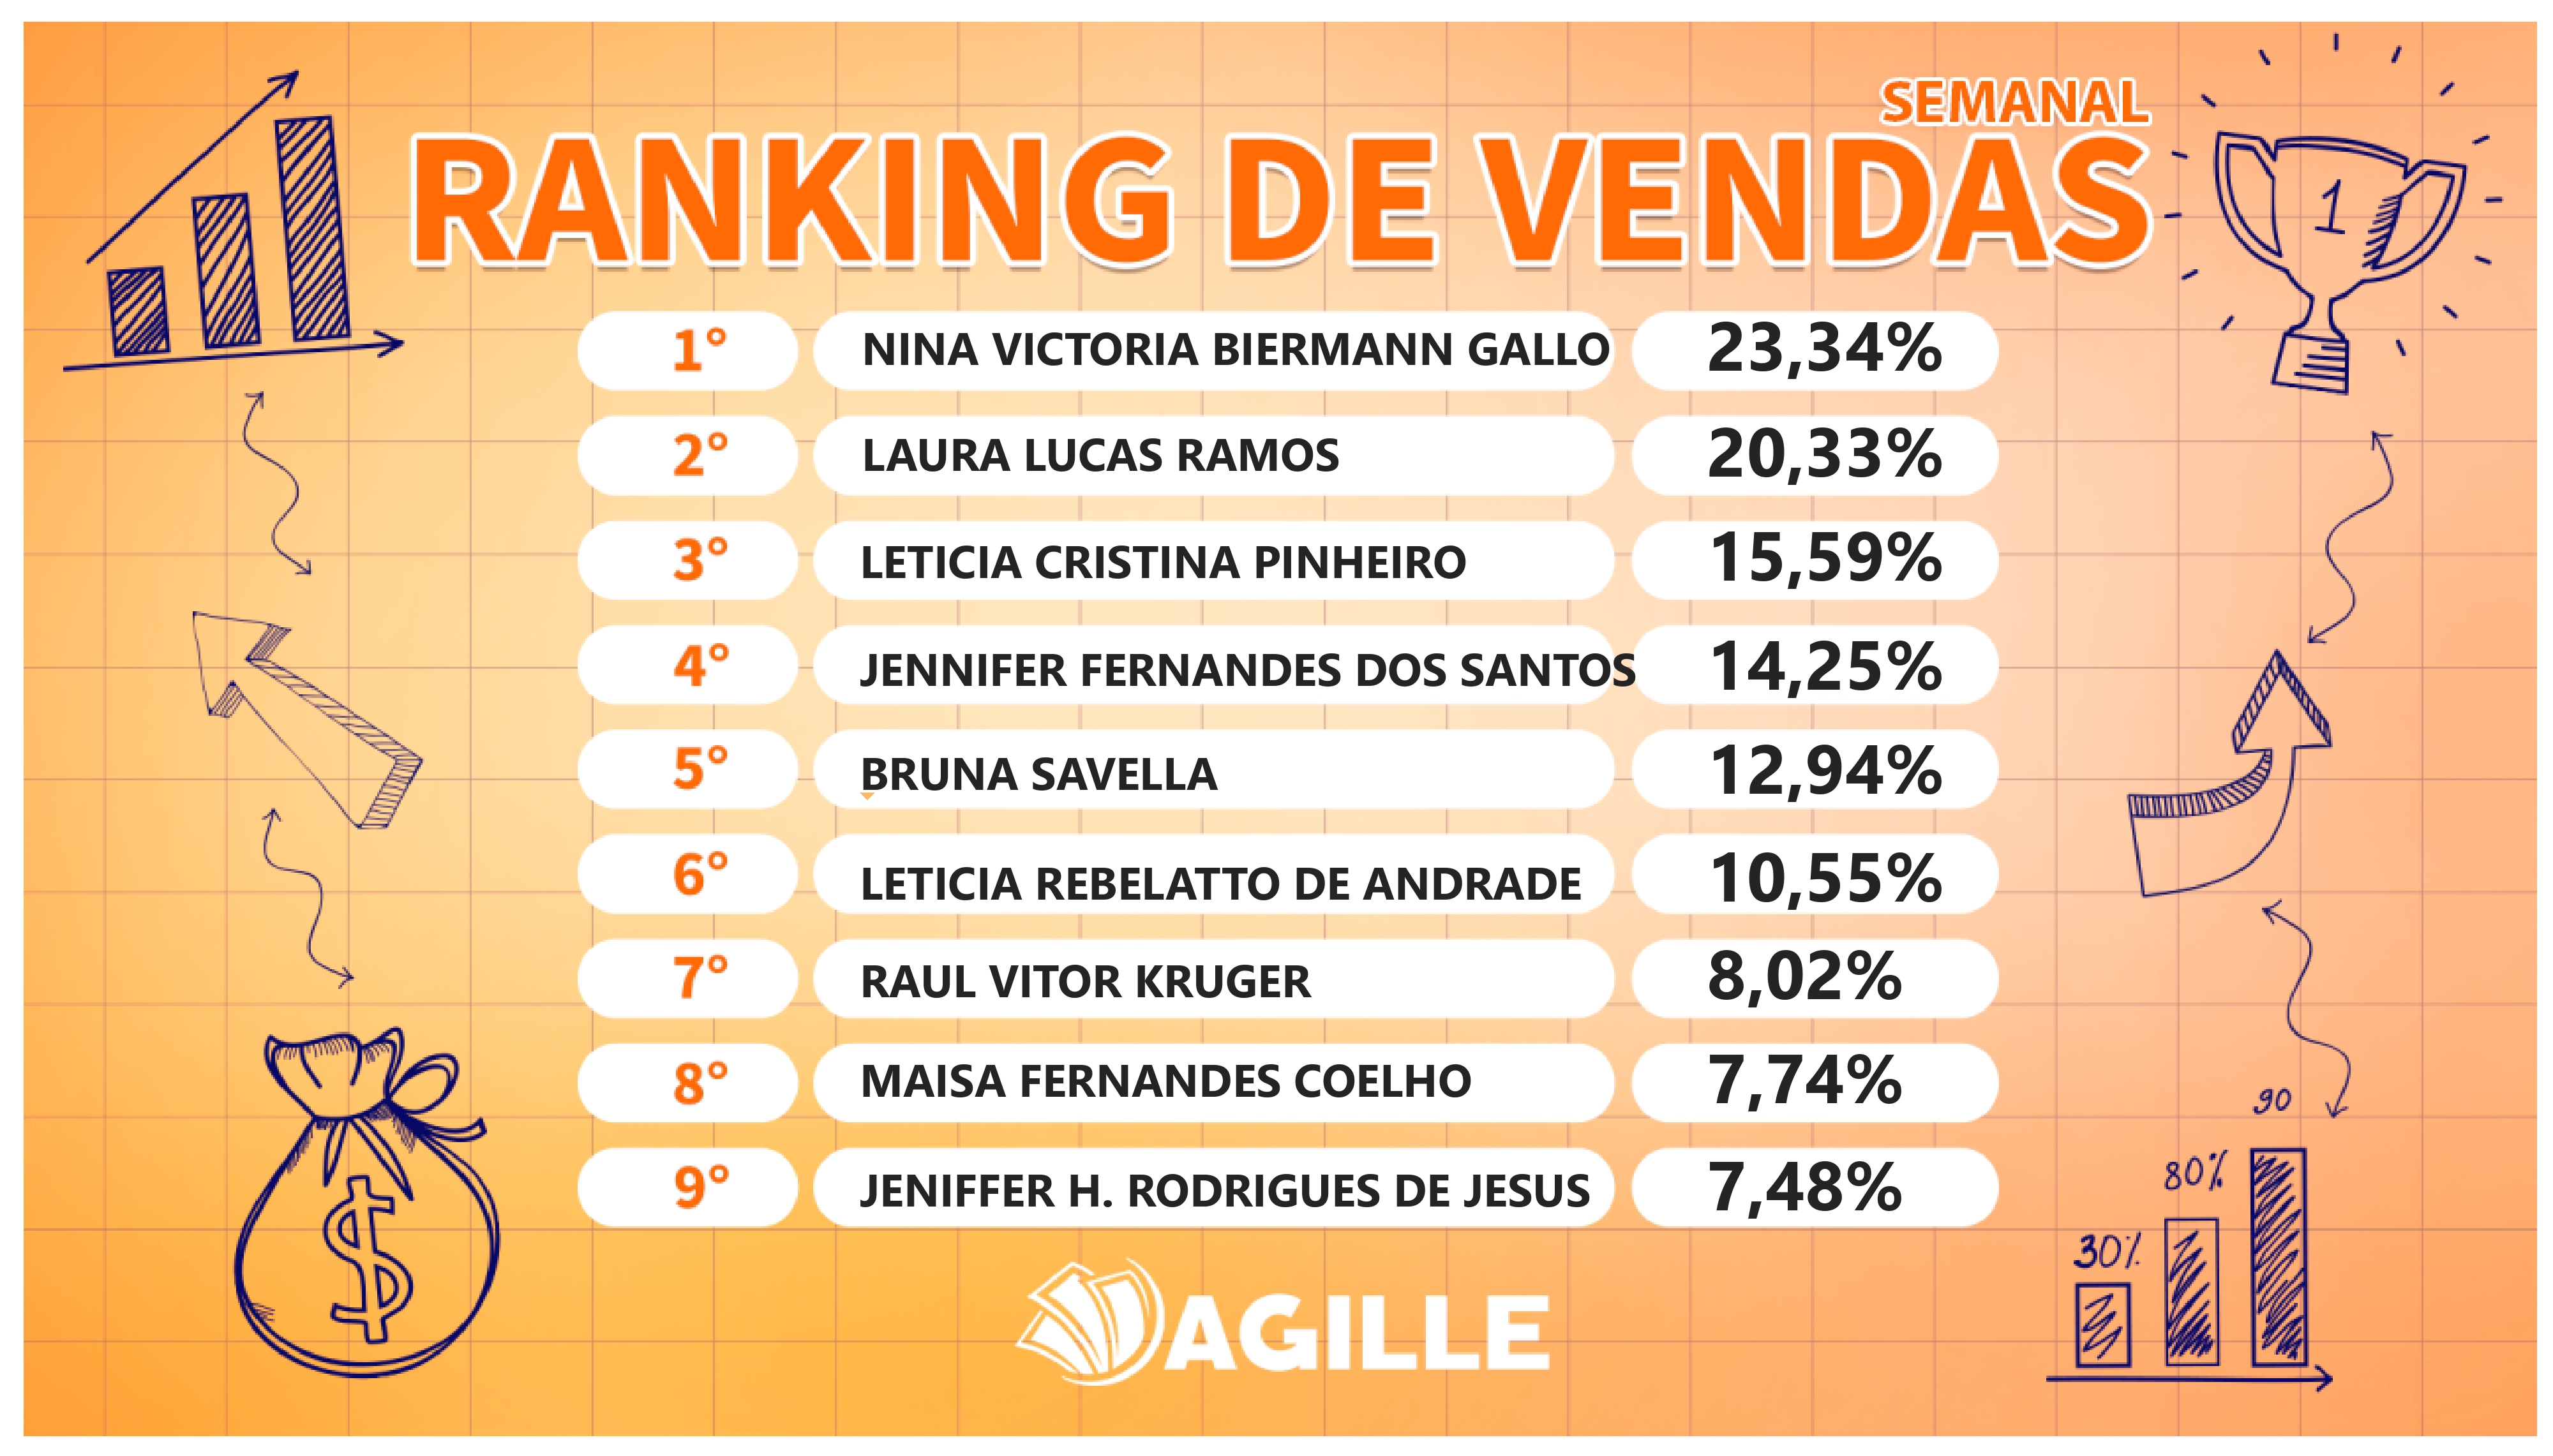 SEMANAL
RANKING DE VENDAS
1
1° NINA VICTORIA BIERMANN GALLO 23,34%
2° LAURA LUCAS RAMOS 20,33%
3° LETICIA CRISTINA PINHEIRO 15,59%
4° JENNIFER FERNANDES DOS SANTOS 14,25%
5° BRUNA SAVELLA 12,94%
6° LETICIA REBELATTO DE ANDRADE 10,55%
7° RAUL VITOR KRUGER 8,02%
8° MAISA FERNANDES COELHO 7,74%
9° JENIFFER H. RODRIGUES DE JESUS 7,48%
$
30%
80%
90
AGILLE